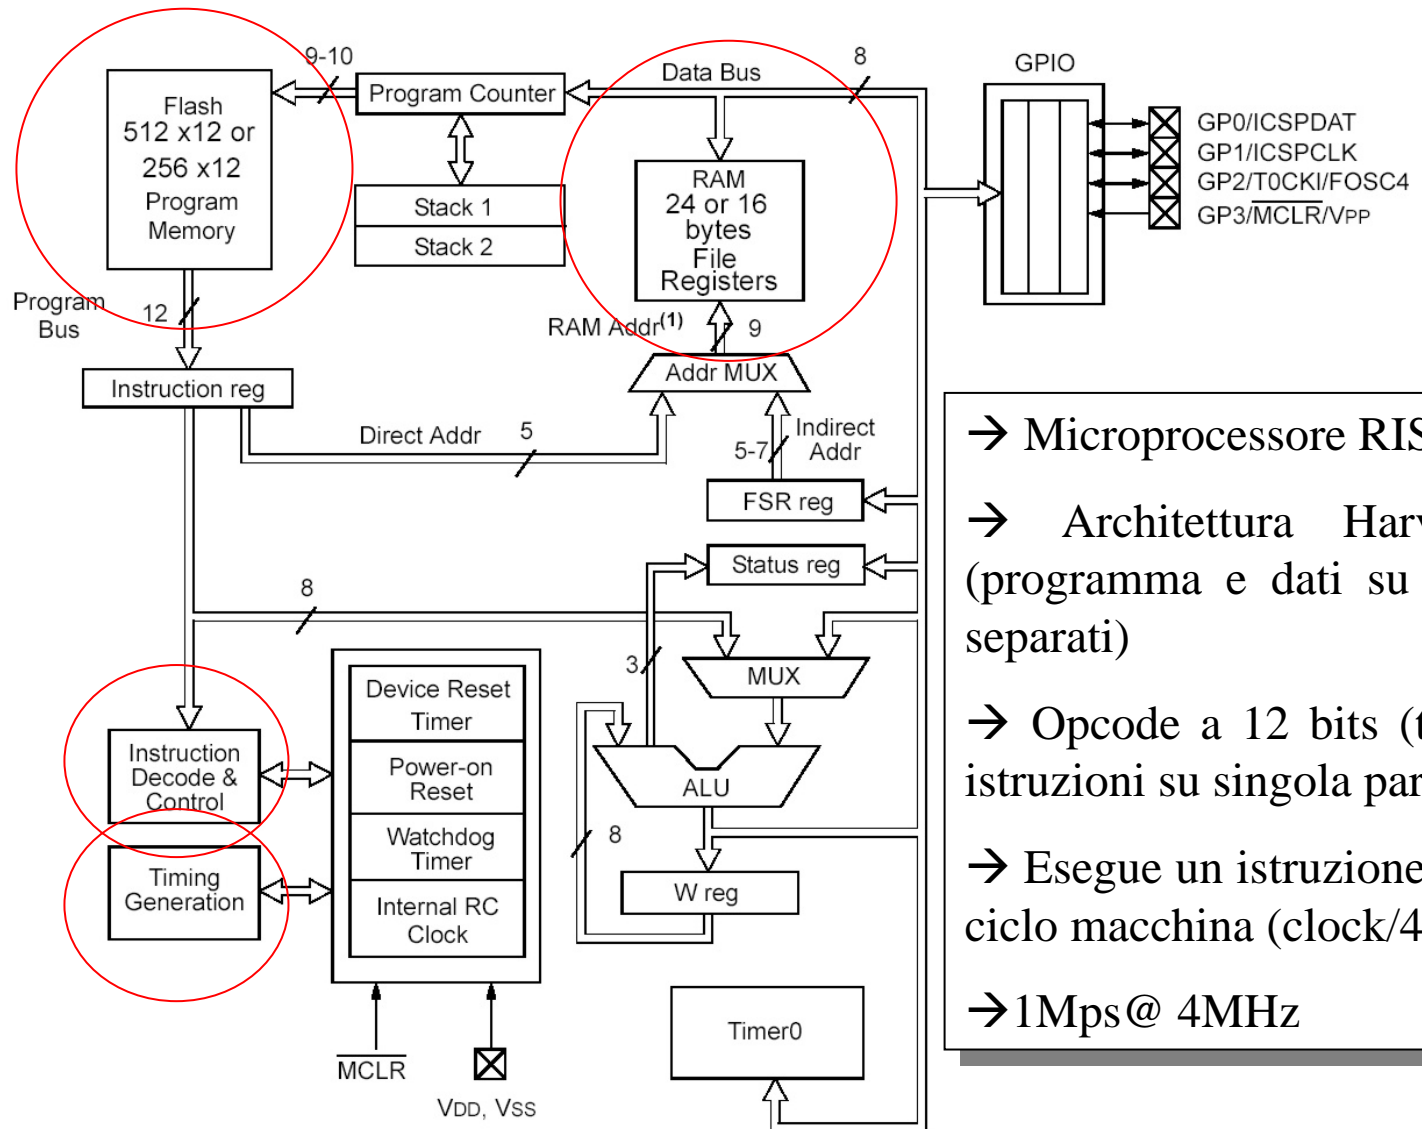 9-10
Flash
512 x12 or
256 x12
Program
Memory
Program Counter
Data Bus
8
GPIO
GP0/ICSPDAT
GP1/ICSPCLK
GP2/T0CKI/FOSC4
GP3/MCLR/VPP
Stack 1
Stack 2
RAM
24 or 16
bytes
File
Registers
Program
Bus
12
RAM Addr(1)
9
Addr MUX
Instruction reg
Direct Addr
5
Indirect
Addr
5-7
FSR reg
Status reg
8
3
MUX
Device Reset
Timer
Power-on
Reset
Watchdog
Timer
Internal RC
Clock
Instruction
Decode &
Control
Timing
Generation
ALU
8
W reg
Timer0
MCLR
VDD, VSS
→ Microprocessore RIS
→ Architettura Harv
(programma e dati su
separati)
→ Opcode a 12 bits (t
istruzioni su singola par
→ Esegue un istruzione
ciclo macchina (clock/4
→1Mps@ 4MHz